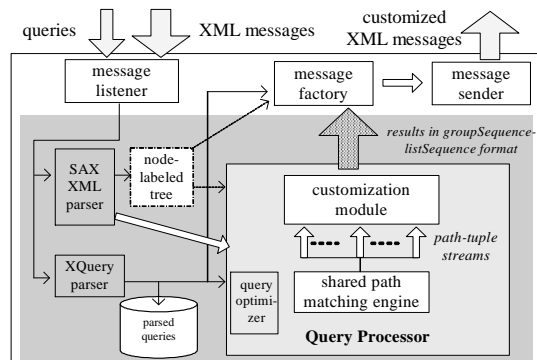 queries
XML messages
customized
XML messages
message
listener
message
factory
message
sender
results in groupSequence-
listSequence format
SAX
XML
parser
node-
labeled
tree
customization
module
path-tuple
streams
XQuery
parser
query
optimi-
zer
shared path
matching engine
parsed
queries
Query Processor